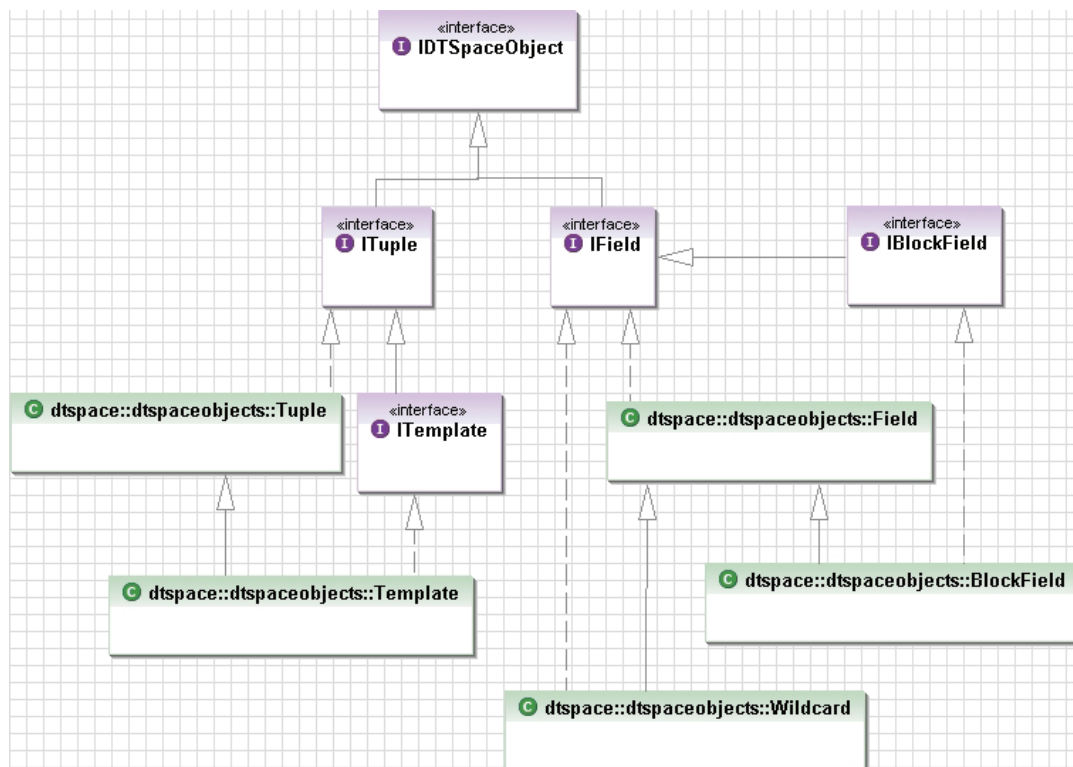 «interface»
I IDTSpaceObject
«interface»
I ITuple
«interface»
I IField
«interface»
I IBlockField
C dtspace::dtspaceobjects::Tuple
«interface»
I ITemplate
C dtspace::dtspaceobjects::Field
C dtspace::dtspaceobjects::Template
C dtspace::dtspaceobjects::BlockField
C dtspace::dtspaceobjects::Wildcard